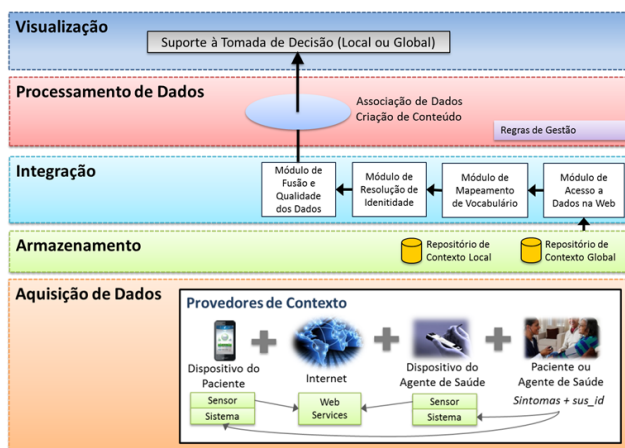 Visualização
Suporte à Tomada de Decisão (Local ou Global)
Processamento de Dados
Associação de Dados
Criação de Conteúdo
Regras de Gestão
Integração
Módulo de
Fusão e
Qualidade
dos Dados
Módulo de
Resolução de
Idenitidade
Módulo de
Mapeamento
de Vocabulário
Módulo de
Acesso a
Dados na Web
Armazenamento
Repositório de
Contexto Local
Repositório de
Contexto Global
Aquisição de Dados
Provedores de Contexto
Dispositivo do
Paciente
Internet
Dispositivo do
Agente de Saúde
Paciente ou
Agente de Saúde
Sintomas + sus_id
Sensor
Sistema
Web
Services
Sensor
Sistema